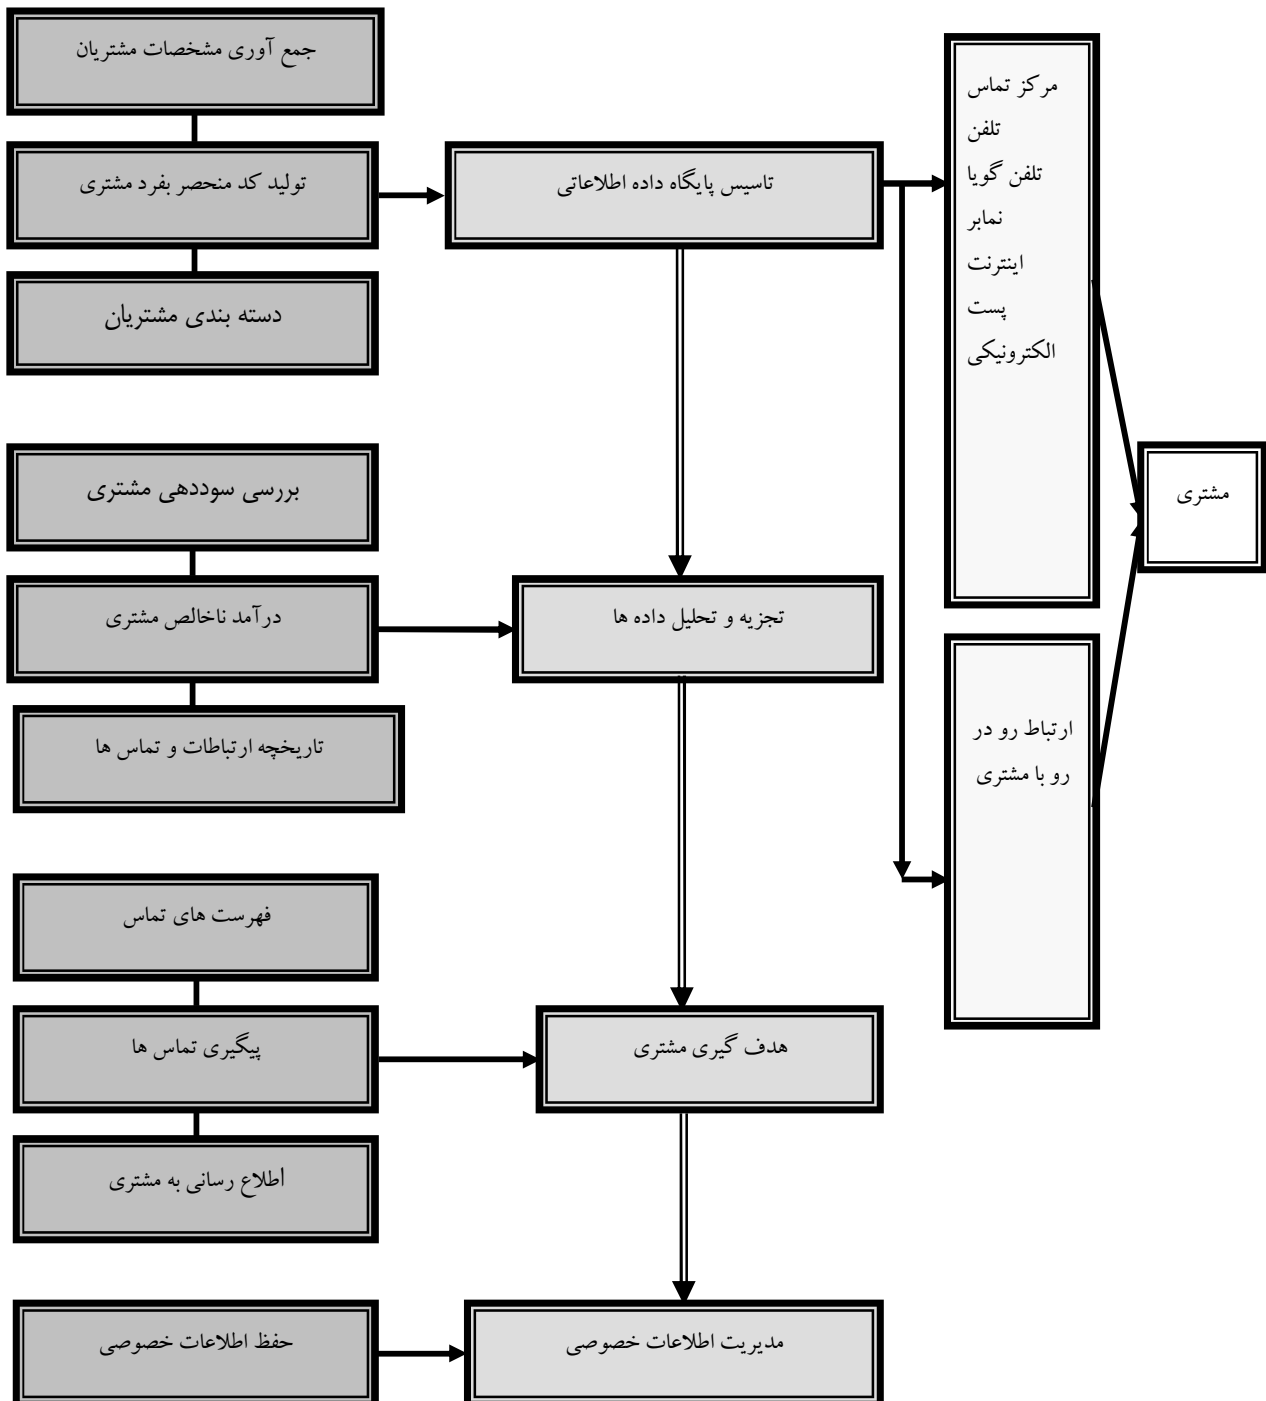 جمع آوری مشخصات مشتریان
تولید کد منحصر بفرد مشتری
دسته بندی مشتریان
تاسیس پایگاه داده اطلاعاتی
مرکز تماس
تلفن
تلفن گویا
نمابر
اینترنت
پست
الکترونیکی
مشتری
ارتباط رو در
رو با مشتری
بررسی سوددهی مشتری
درآمد ناخالص مشتری
تاریخچه ارتباطات و تماس ها
تجزیه و تحلیل داده ها
فهرست های تماس
پیگیری تماس ها
اطلاع رسانی به مشتری
هدف گیری مشتری
حفظ اطلاعات خصوصی
مدیریت اطلاعات خصوصی